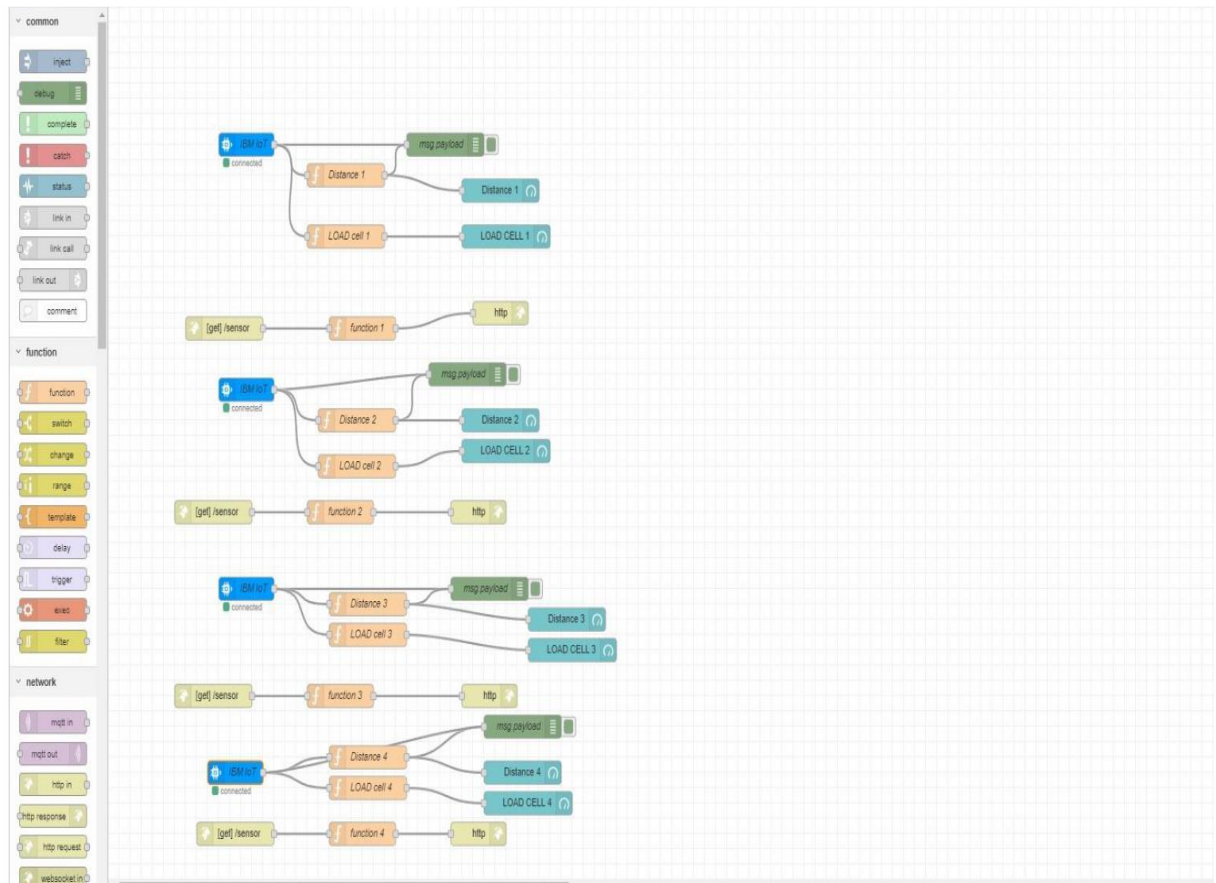 common
inject
debug
complete
catch
status
link in
link call
link out
comment
function
function
switch
change
range
template
delay
trigger
exec
filter
network
mqtt in
mqtt out
http in
http response
http request
websocket in
IBM IoT
connected
msg.payload
Distance 1
Distance 1
LOAD cell 1
LOAD CELL 1
[get] /sensor
function 1
http
IBM IoT
connected
msg.payload
Distance 2
Distance 2
LOAD cell 2
LOAD CELL 2
[get] /sensor
function 2
http
IBM IoT
connected
msg.payload
Distance 3
Distance 3
LOAD cell 3
LOAD CELL 3
[get] /sensor
function 3
http
IBM IoT
connected
msg.payload
Distance 4
Distance 4
LOAD cell 4
LOAD CELL 4
[get] /sensor
function 4
http